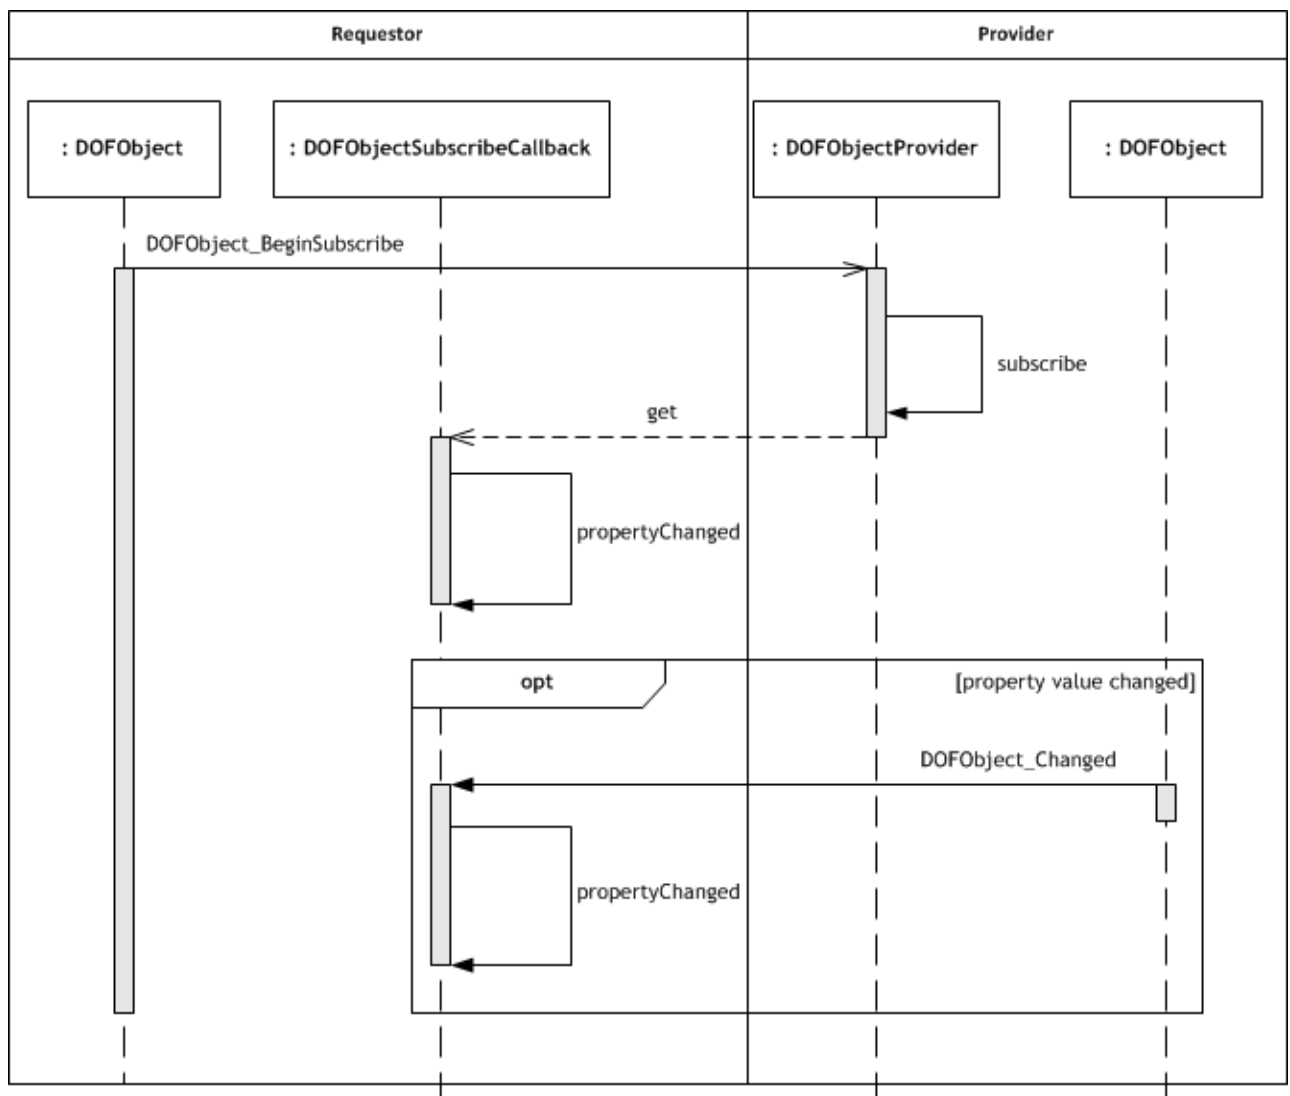 Requestor
Provider
: DOFObject
: DOFObjectSubscribeCallback
: DOFObjectProvider
: DOFObject
DOFObject_BeginSubscribe
subscribe
get
propertyChanged
opt
[property value changed]
DOFObject_Changed
propertyChanged